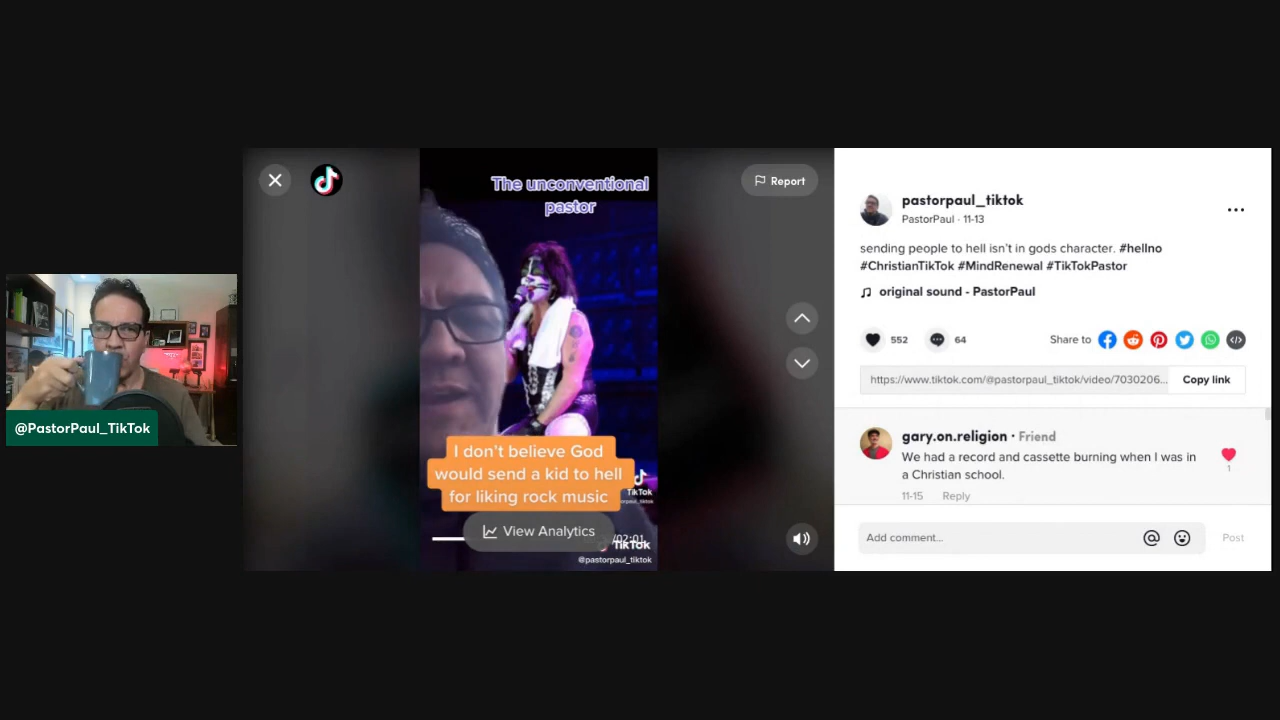 @PastorPaul_TikTok
The unconventional
pastor
I don't believe God
would send a kid to hell
for liking rock music
TikTok
View Analytics
/02:01
TikTok
@pastorpaul_tiktok
Report
pastorpaul_tiktok
PastorPaul · 11-13
sending people to hell isn't in gods character. #hellno
#ChristianTikTok #MindRenewal #TikTokPastor
original sound - PastorPaul
552
64
Share to
https://www.tiktok.com/@pastorpaul_tiktok/video/7030206...
Copy link
gary.on.religion · Friend
We had a record and cassette burning when I was in
a Christian school.
1
11-15 Reply
Add comment...
Post